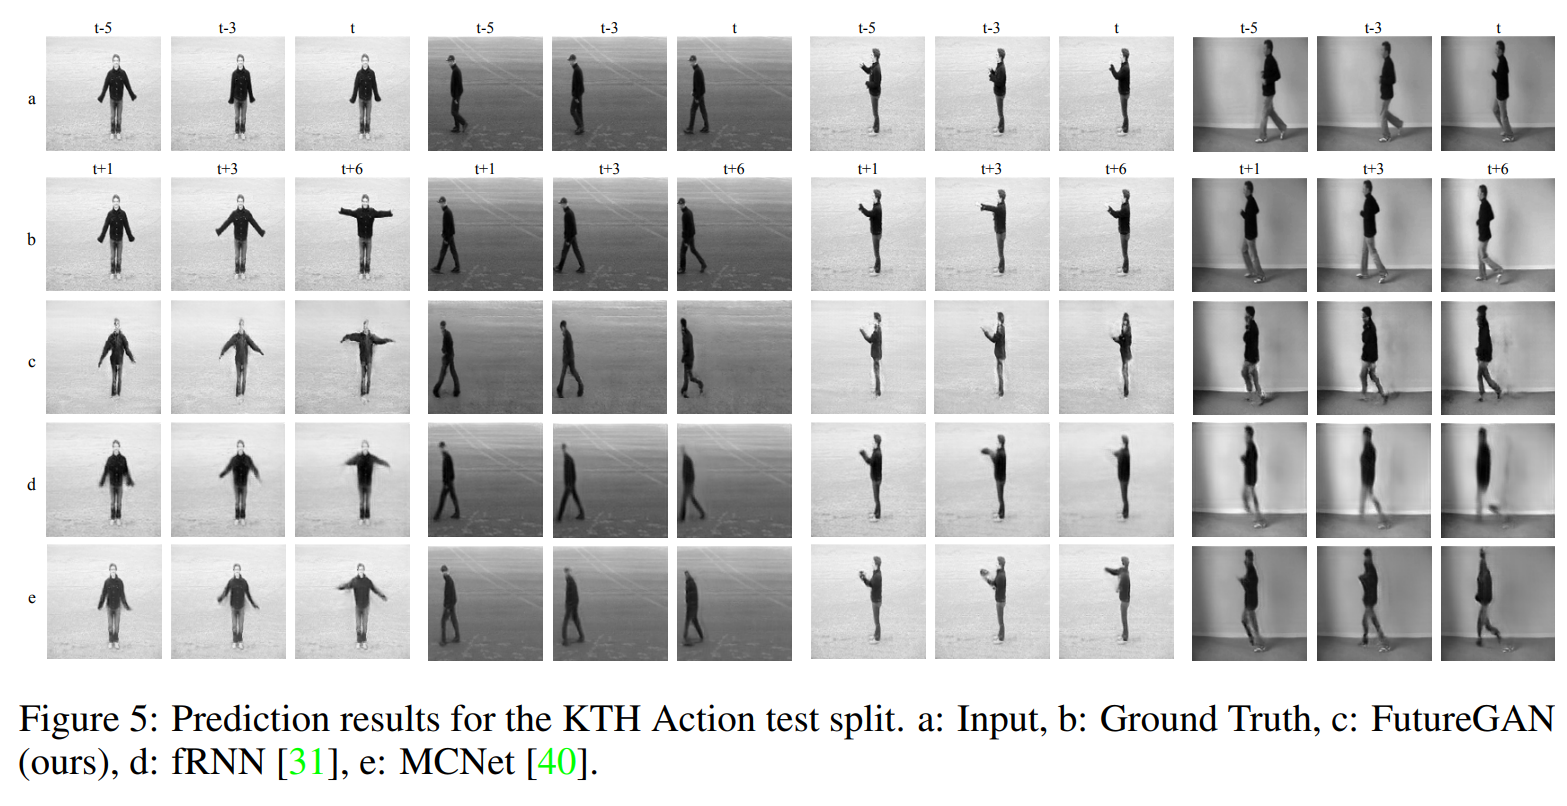 t-5 t-3 t t-5 t-3 t t-5 t-3 t t-5 t-3 t
a
t+1 t+3 t+6 t+1 t+3 t+6 t+1 t+3 t+6 t+1 t+3 t+6
b
c
d
e
Figure 5: Prediction results for the KTH Action test split. a: Input, b: Ground Truth, c: FutureGAN
(ours), d: fRNN [31], e: MCNet [40].